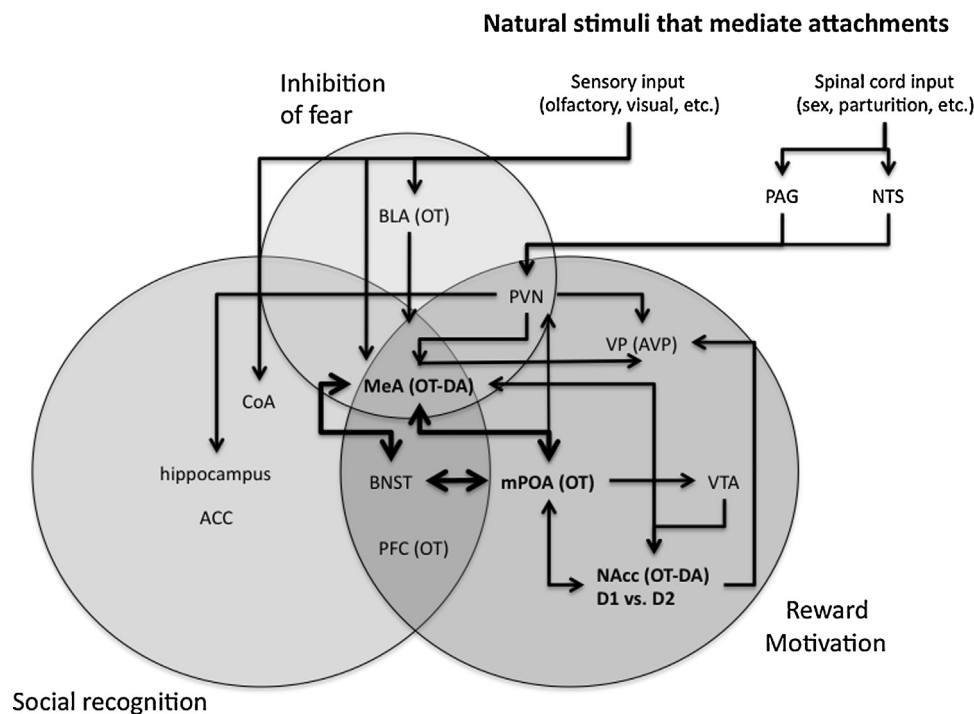 Natural stimuli that mediate attachments
Inhibition
of fear
Sensory input
(olfactory, visual, etc.)
Spinal cord input
(sex, parturition, etc.)
PAG
NTS
BLA (OT)
PVN
VP (AVP)
MeA (OT-DA)
CoA
hippocampus
BNST
mPOA (OT)
VTA
ACC
PFC (OT)
NAcc (OT-DA)
D1 vs. D2
Reward
Motivation
Social recognition